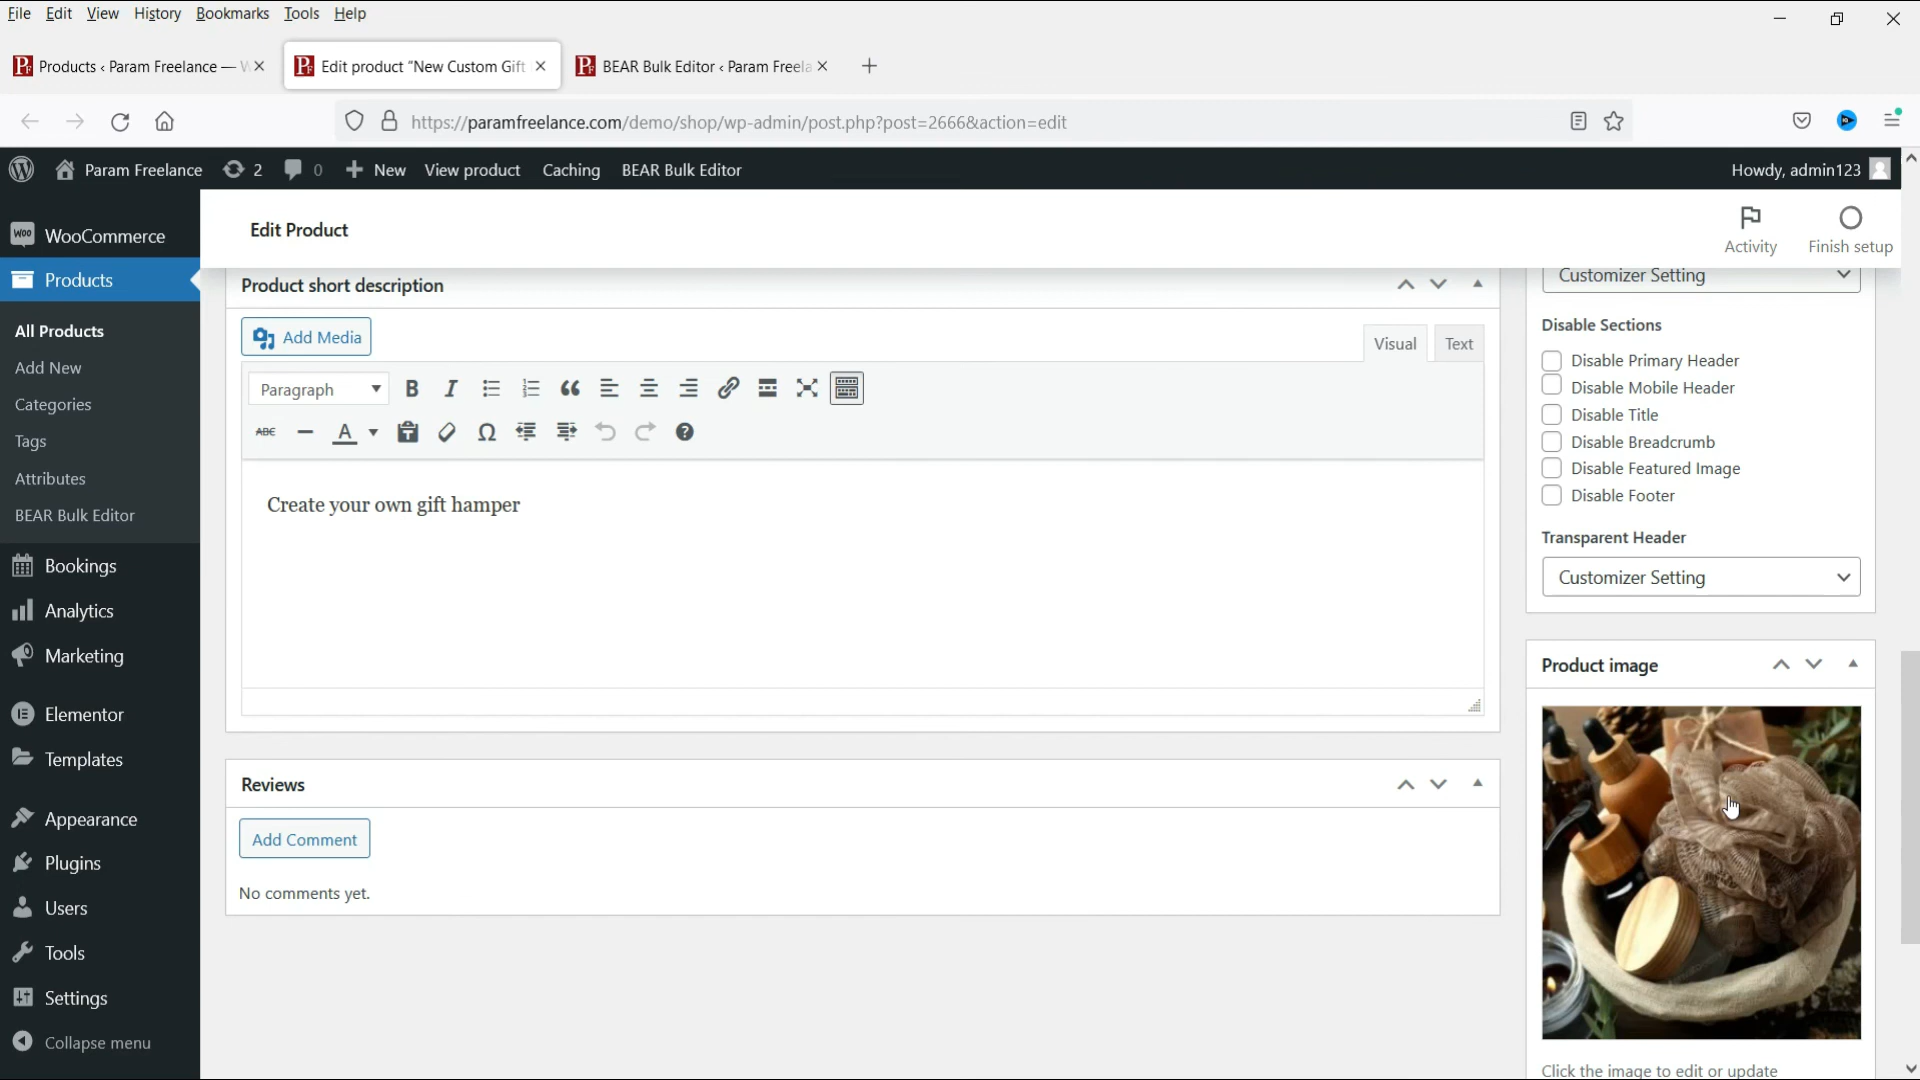 File Edit View History Bookmarks Tools Help
Products ‹ Param Freelance — W
Edit product “New Custom Gift
BEAR Bulk Editor ‹ Param Freela
https://paramfreelance.com/demo/shop/wp-admin/post.php?post=2666&action=edit
Param Freelance 2 0 New View product Caching BEAR Bulk Editor Howdy, admin123
WooCommerce
Products
All Products
Add New
Categories
Tags
Attributes
BEAR Bulk Editor
Bookings
Analytics
Marketing
Elementor
Templates
Appearance
Plugins
Users
Tools
Settings
Collapse menu
Edit Product
Activity
Finish setup
Product short description
Add Media
Visual Text
Paragraph
Create your own gift hamper
Reviews
Add Comment
No comments yet.
Customizer Setting
Disable Sections
Disable Primary Header
Disable Mobile Header
Disable Title
Disable Breadcrumb
Disable Featured Image
Disable Footer
Transparent Header
Customizer Setting
Product image
Click the image to edit or update